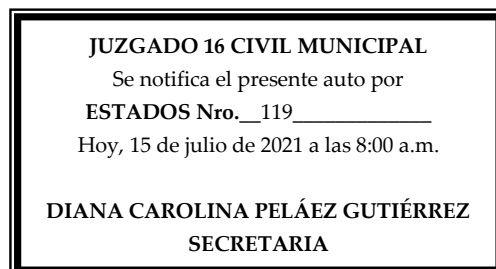 JUZGADO 16 CIVIL MUNICIPAL
Se notifica el presente auto por
ESTADOS Nro.__119_____________
Hoy, 15 de julio de 2021 a las 8:00 a.m.
DIANA CAROLINA PELÁEZ GUTIÉRREZ
SECRETARIA